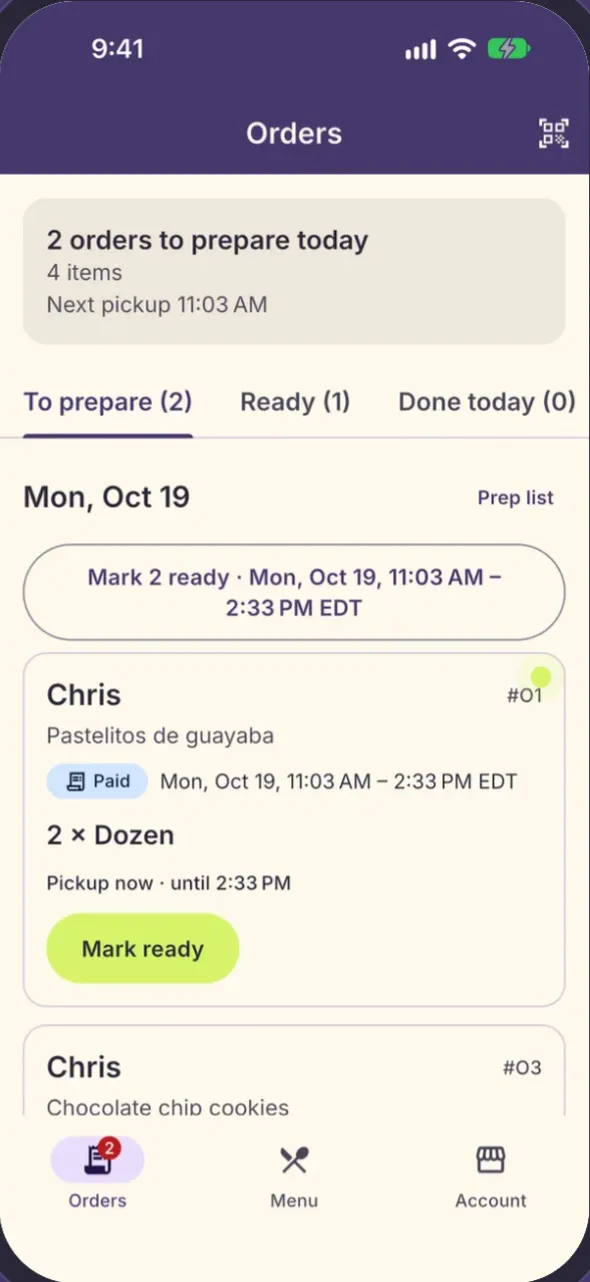 9:41
Orders
2 orders to prepare today
4 items
Next pickup 11:03 AM
To prepare (2)
Ready (1)
Done today (0)
Mon, Oct 19
Prep list
Mark 2 ready · Mon, Oct 19, 11:03 AM –
2:33 PM EDT
Chris
#O1
Pastelitos de guayaba
Paid
Mon, Oct 19, 11:03 AM – 2:33 PM EDT
2 × Dozen
Pickup now · until 2:33 PM
Mark ready
Chris
#O3
Chocolate chip cookies
2
Orders
Menu
Account